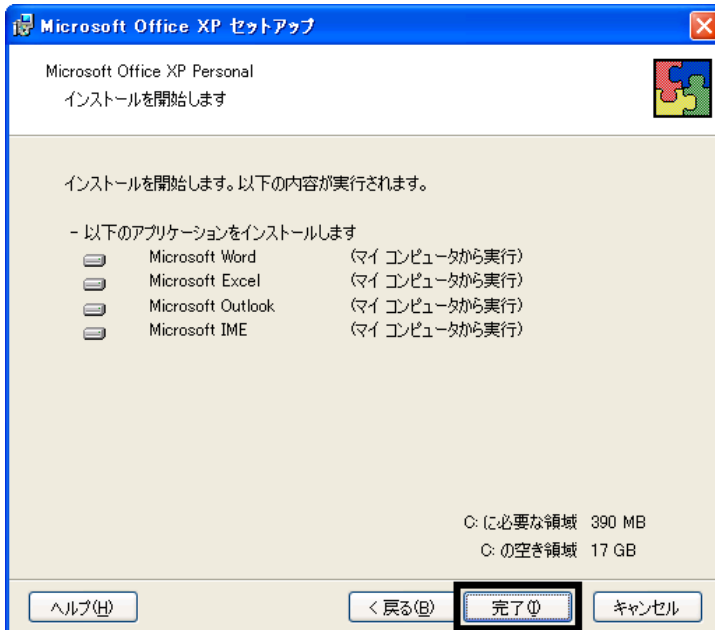 Microsoft Office XP セットアップ
Microsoft Office XP Personal
インストールを開始します
インストールを開始します。以下の内容が実行されます。
- 以下のアプリケーションをインストールします
Microsoft Word (マイ コンピュータから実行)
Microsoft Excel (マイ コンピュータから実行)
Microsoft Outlook (マイ コンピュータから実行)
Microsoft IME (マイ コンピュータから実行)
C: に必要な領域 390 MB
C: の空き領域 17 GB
ヘルプ(H) < 戻る(B) 完了(I) キャンセル